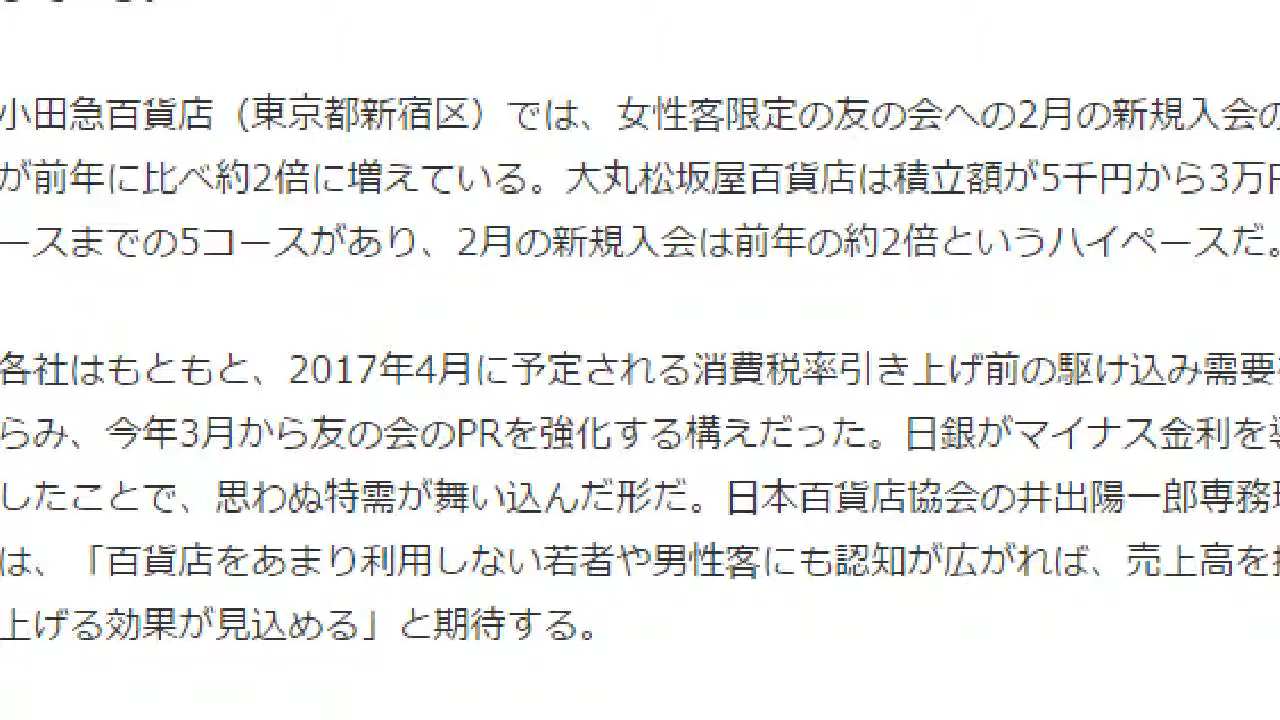 小田急百貨店（東京都新宿区）では、女性客限定の友の会への2月の新規入会の
が前年に比べ約2倍に増えている。大丸松坂屋百貨店は積立額が5千円から3万円
ースまでの5コースがあり、2月の新規入会は前年の約2倍というハイペースだ。
各社はもともと、2017年4月に予定される消費税率引き上げ前の駆け込み需要を
らみ、今年3月から友の会のPRを強化する構えだった。日銀がマイナス金利を導
したことで、思わぬ特需が舞い込んだ形だ。日本百貨店協会の井出陽一郎専務理
は、「百貨店をあまり利用しない若者や男性客にも認知が広がれば、売上高を押
上げる効果が見込める」と期待する。